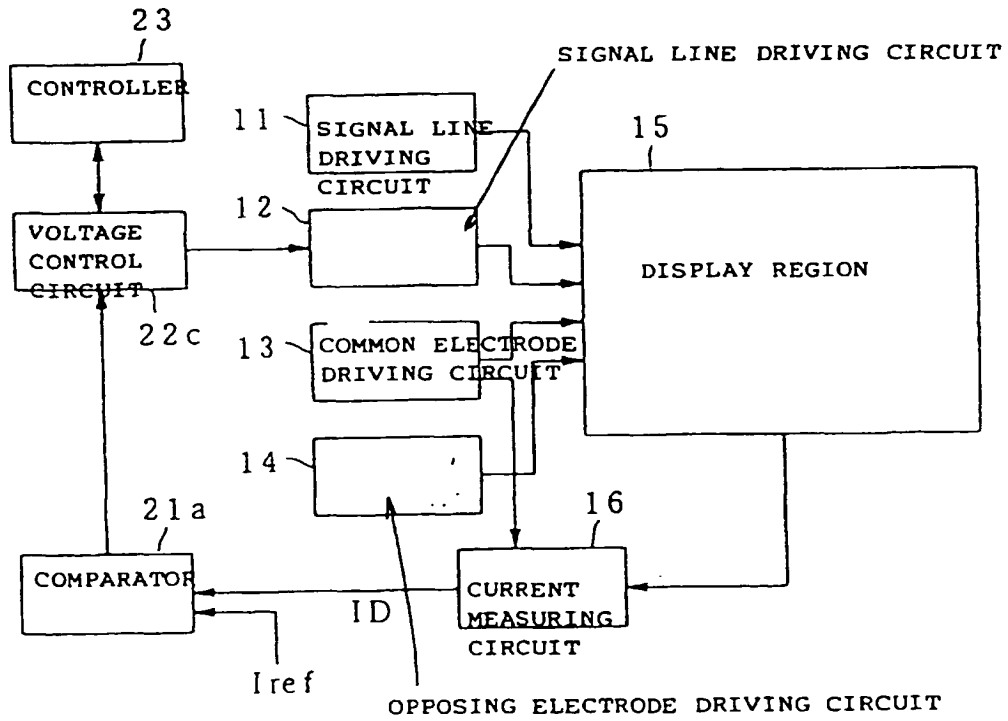 23
CONTROLLER
SIGNAL LINE DRIVING CIRCUIT
11
SIGNAL LINE
DRIVING
CIRCUIT
15
12
VOLTAGE
CONTROL
CIRCUIT
DISPLAY REGION
22c
13
COMMON ELECTRODE
DRIVING CIRCUIT
14
21a
16
COMPARATOR
ID
CURRENT
MEASURING
CIRCUIT
Iref
OPPOSING ELECTRODE DRIVING CIRCUIT